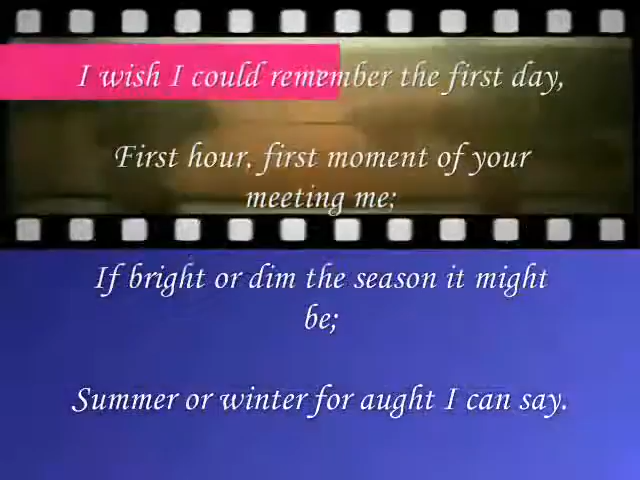 I wish I could remember the first day,
First hour, first moment of your
meeting me;
If bright or dim the season it might
be;
Summer or winter for aught I can say.